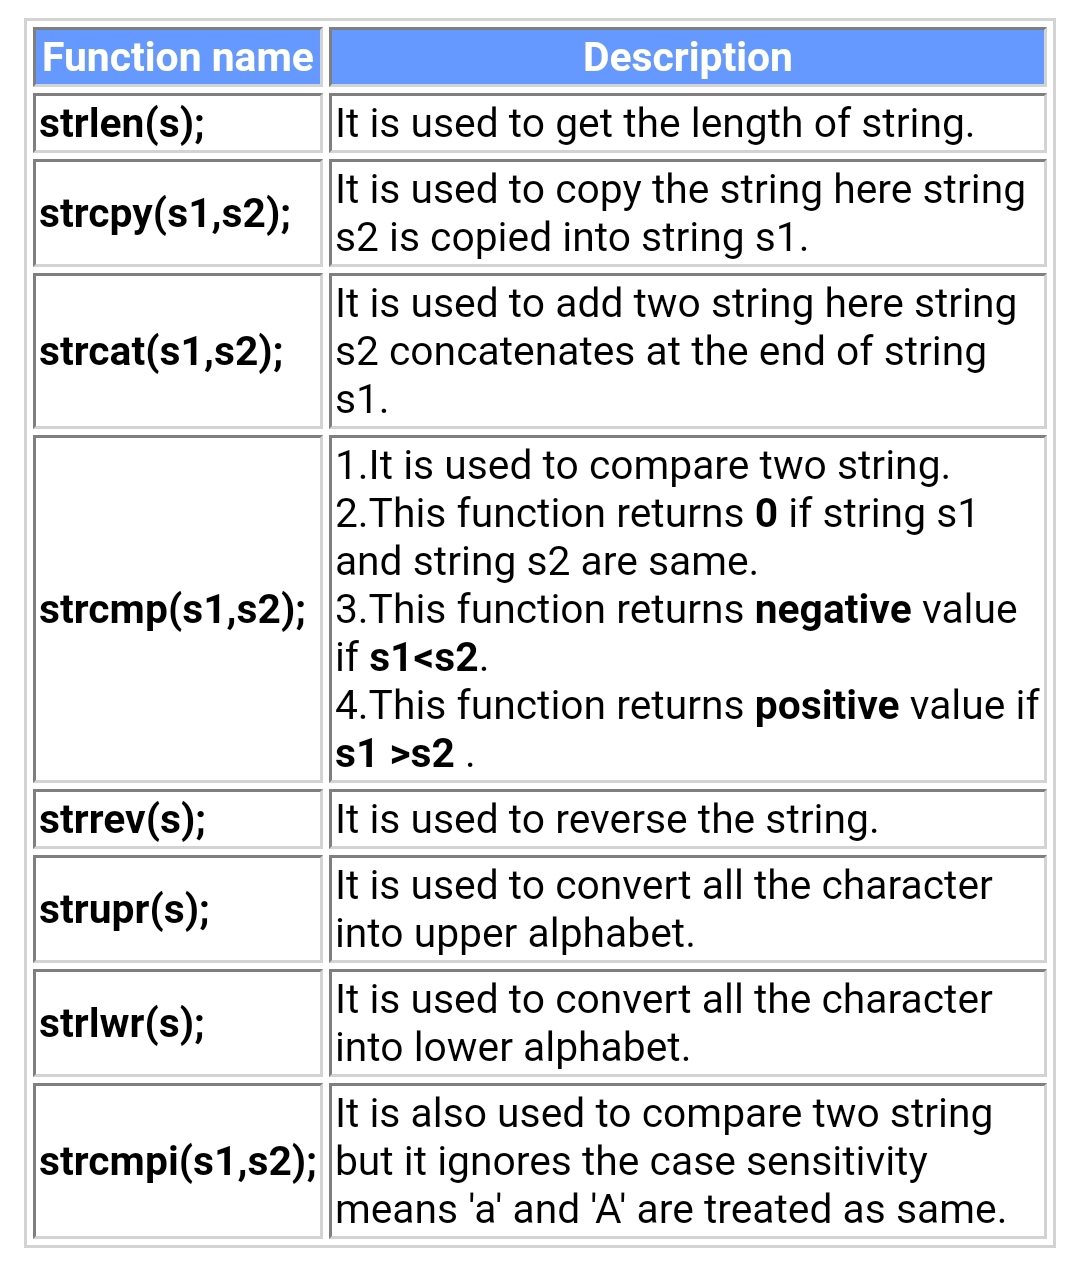 Function name
Description
strlen(s);
It is used to get the length of string.
strcpy(s1,s2);
It is used to copy the string here string
s2 is copied into string s1.
strcat(s1,s2);
It is used to add two string here string
s2 concatenates at the end of string
s1.
strcmp(s1,s2);
1.It is used to compare two string.
2.This function returns 0 if string s1
and string s2 are same.
3.This function returns negative value
if s1<s2.
4.This function returns positive value if
s1 >s2 .
strrev(s);
It is used to reverse the string.
strupr(s);
It is used to convert all the character
into upper alphabet.
strlwr(s);
It is used to convert all the character
into lower alphabet.
strcmpi(s1,s2);
It is also used to compare two string
but it ignores the case sensitivity
means 'a' and 'A' are treated as same.